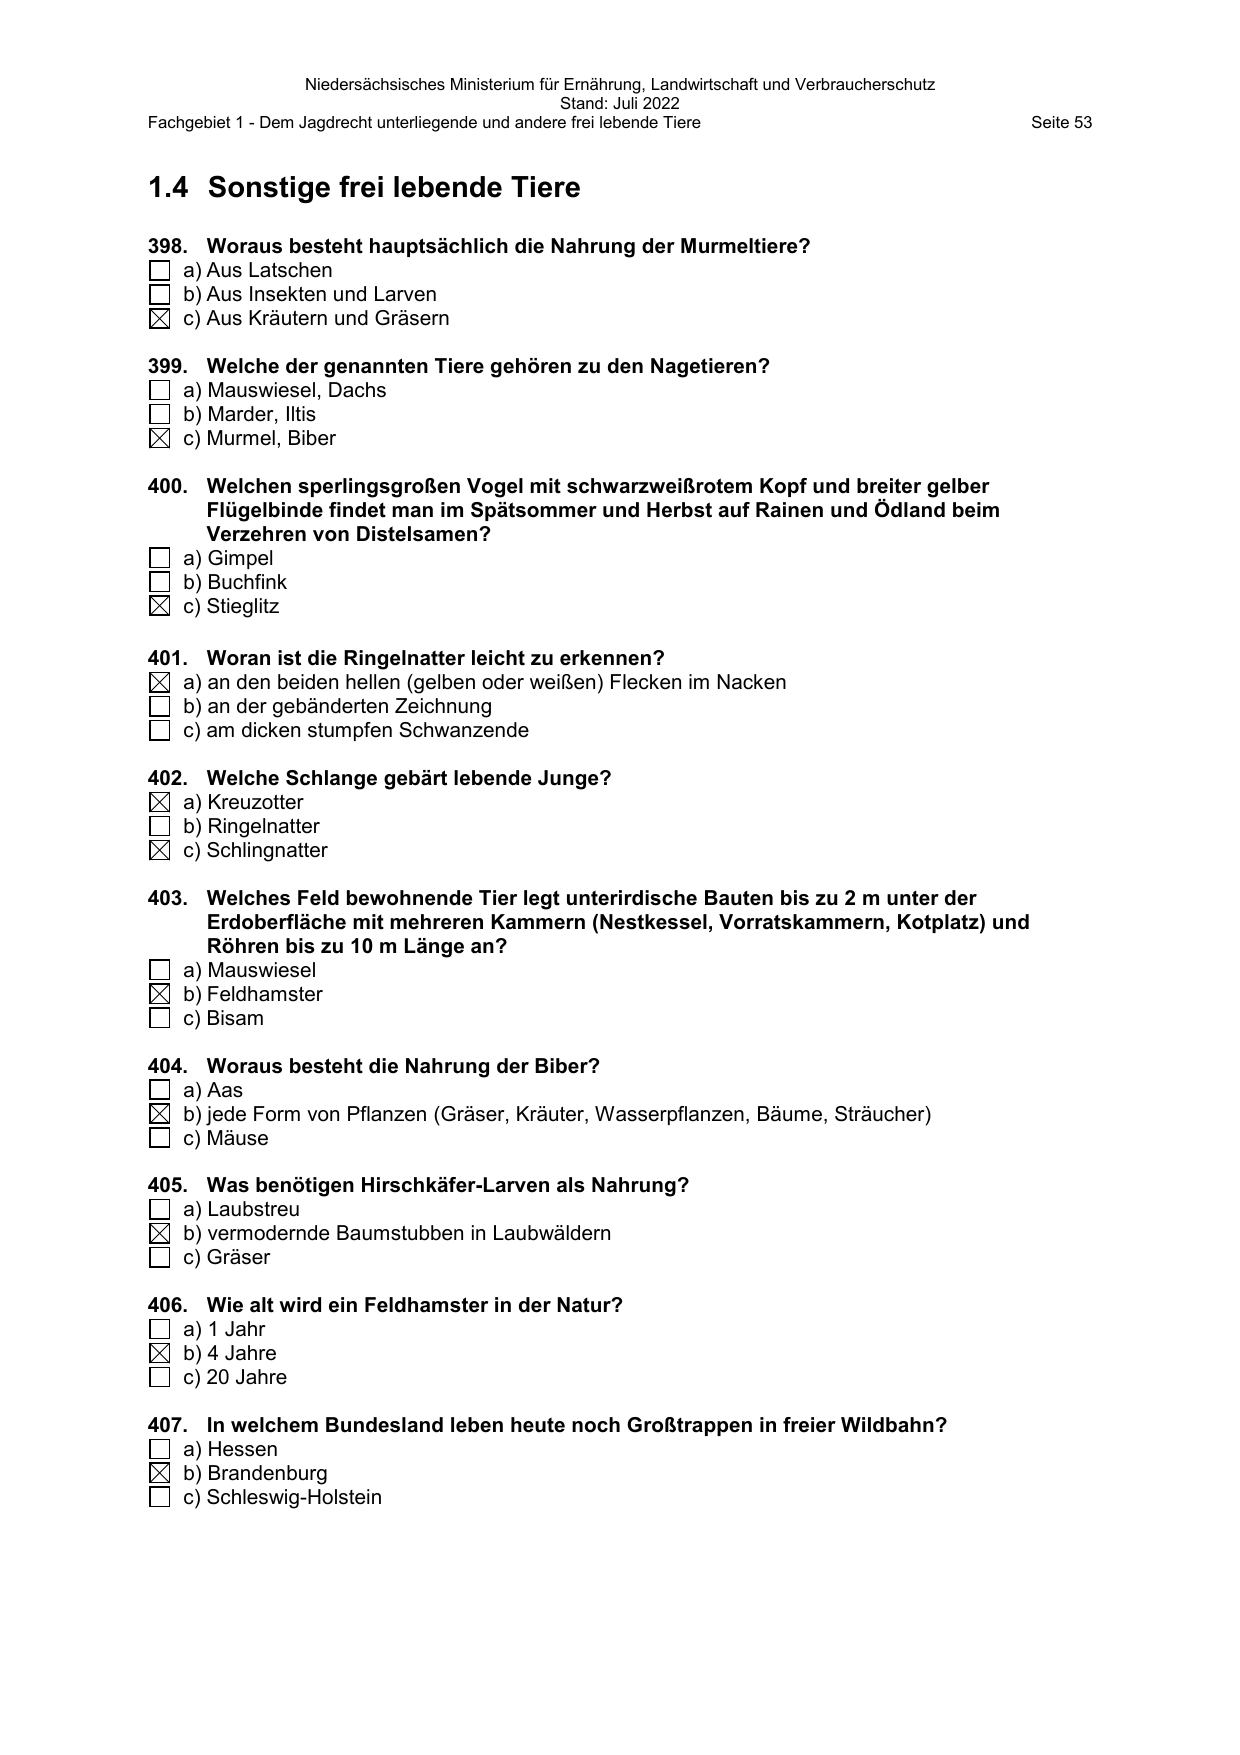 Niedersächsisches Ministerium für Ernährung, Landwirtschaft und Verbraucherschutz
Stand: Juli 2022
Fachgebiet 1 - Dem Jagdrecht unterliegende und andere frei lebende Tiere Seite 53
1.4 Sonstige frei lebende Tiere
398. Woraus besteht hauptsächlich die Nahrung der Murmeltiere?
☐ a) Aus Latschen
☐ b) Aus Insekten und Larven
☒ c) Aus Kräutern und Gräsern
399. Welche der genannten Tiere gehören zu den Nagetieren?
☐ a) Mauswiesel, Dachs
☐ b) Marder, Iltis
☒ c) Murmel, Biber
400. Welchen sperlingsgroßen Vogel mit schwarzweißrotem Kopf und breiter gelber
Flügelbinde findet man im Spätsommer und Herbst auf Rainen und Ödland beim
Verzehren von Distelsamen?
☐ a) Gimpel
☐ b) Buchfink
☒ c) Stieglitz
401. Woran ist die Ringelnatter leicht zu erkennen?
☒ a) an den beiden hellen (gelben oder weißen) Flecken im Nacken
☐ b) an der gebänderten Zeichnung
☐ c) am dicken stumpfen Schwanzende
402. Welche Schlange gebärt lebende Junge?
☒ a) Kreuzotter
☐ b) Ringelnatter
☒ c) Schlingnatter
403. Welches Feld bewohnende Tier legt unterirdische Bauten bis zu 2 m unter der
Erdoberfläche mit mehreren Kammern (Nestkessel, Vorratskammern, Kotplatz) und
Röhren bis zu 10 m Länge an?
☐ a) Mauswiesel
☒ b) Feldhamster
☐ c) Bisam
404. Woraus besteht die Nahrung der Biber?
☐ a) Aas
☒ b) jede Form von Pflanzen (Gräser, Kräuter, Wasserpflanzen, Bäume, Sträucher)
☐ c) Mäuse
405. Was benötigen Hirschkäfer-Larven als Nahrung?
☐ a) Laubstreu
☒ b) vermodernde Baumstubben in Laubwäldern
☐ c) Gräser
406. Wie alt wird ein Feldhamster in der Natur?
☐ a) 1 Jahr
☒ b) 4 Jahre
☐ c) 20 Jahre
407. In welchem Bundesland leben heute noch Großtrappen in freier Wildbahn?
☐ a) Hessen
☒ b) Brandenburg
☐ c) Schleswig-Holstein